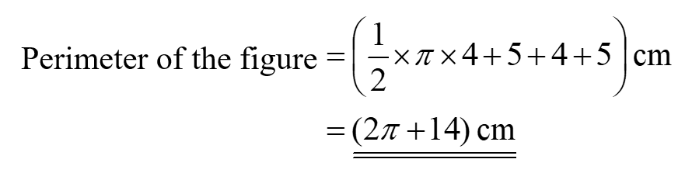 Perimeter of the figure = (1/2 × π × 4 + 5 + 4 + 5) cm
= (2π + 14) cm